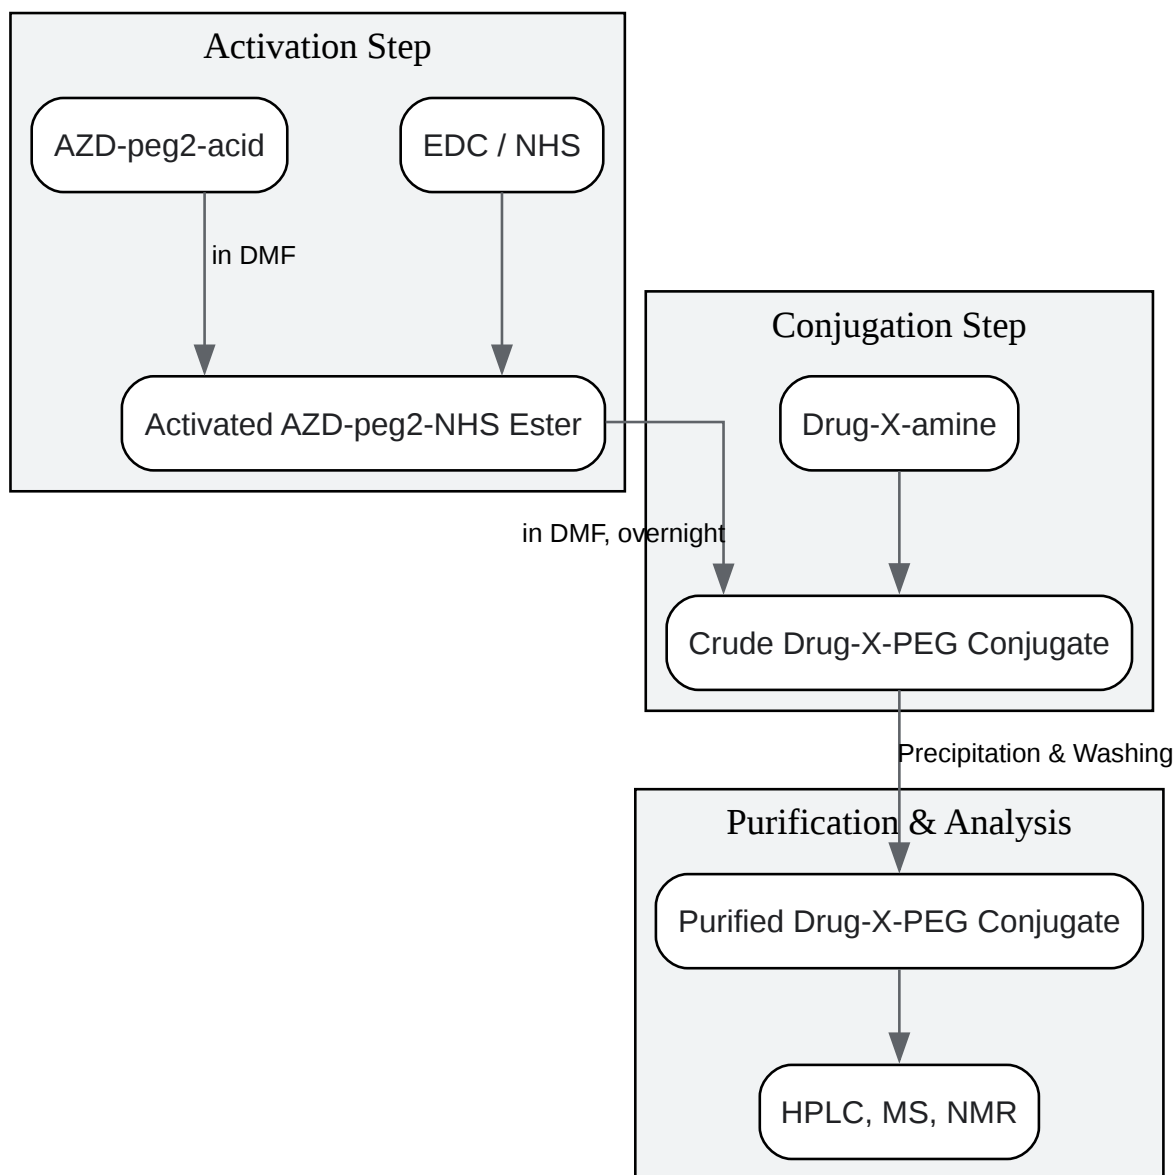 Activation Step
AZD-peg2-acid
EDC / NHS
in DMF
Activated AZD-peg2-NHS Ester
in DMF, overnight
Conjugation Step
Drug-X-amine
Crude Drug-X-PEG Conjugate
Precipitation & Washing
Purification & Analysis
Purified Drug-X-PEG Conjugate
HPLC, MS, NMR